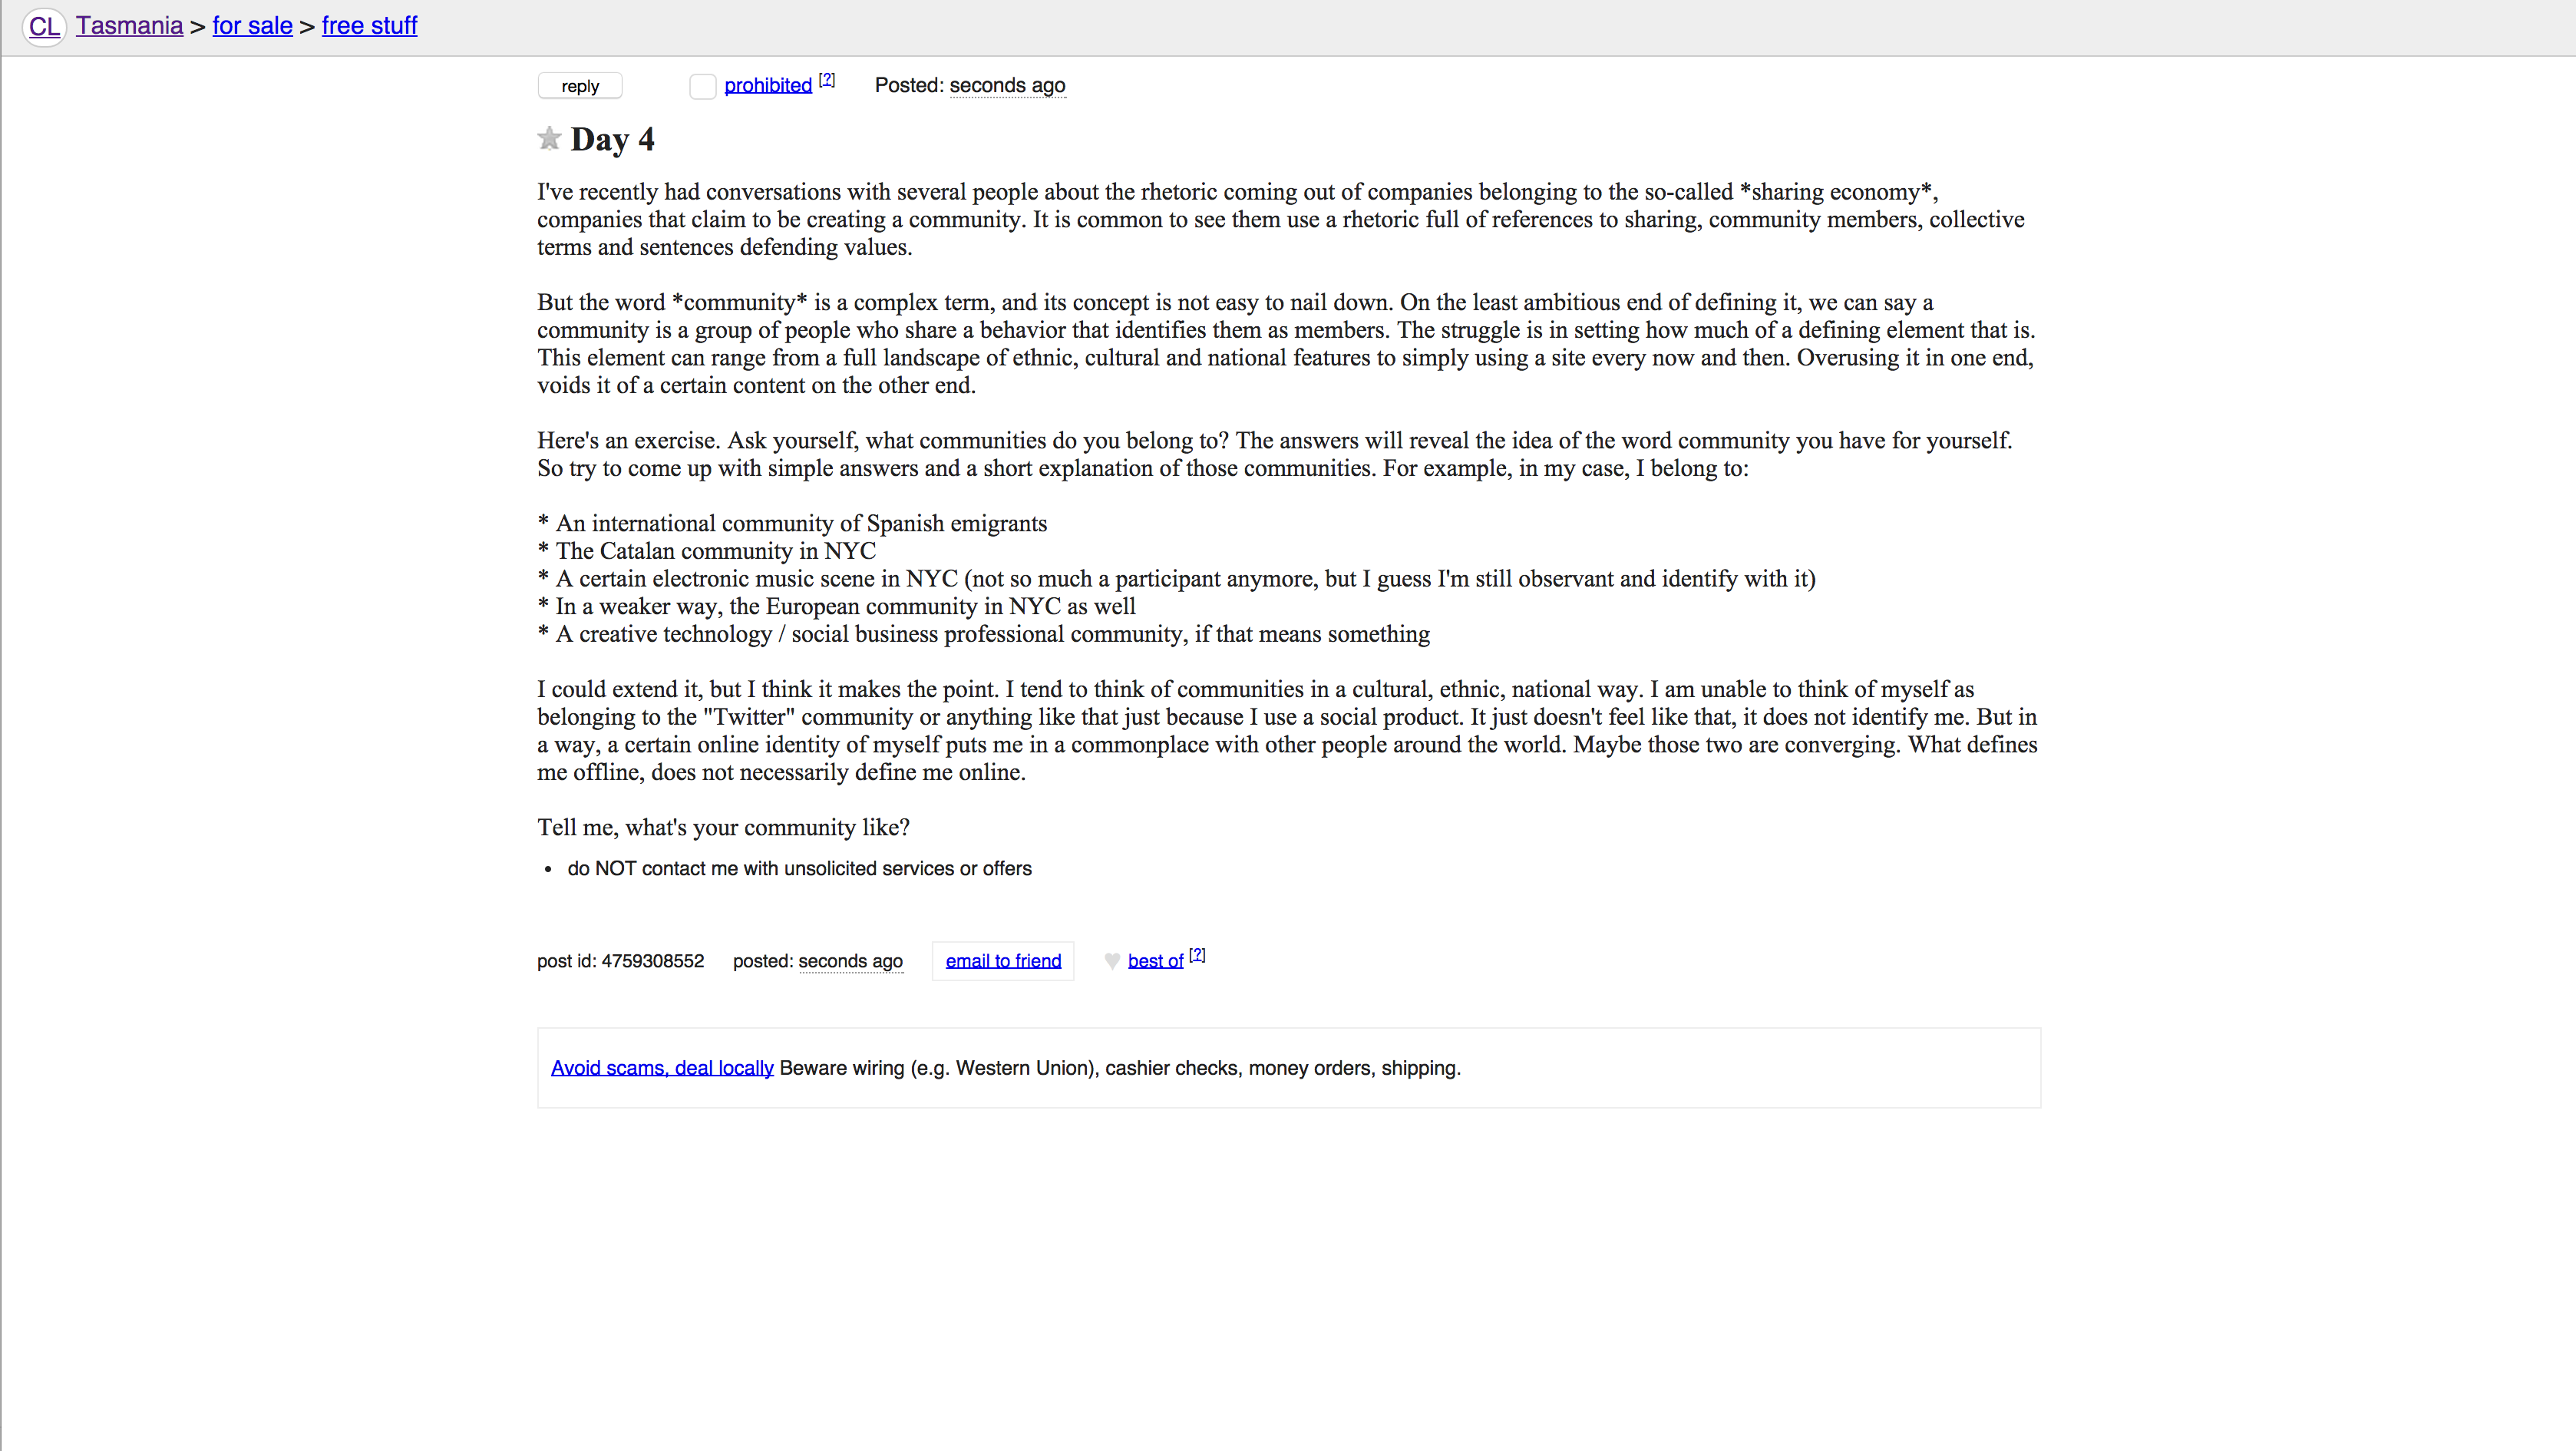 CL Tasmania > for sale > free stuff
reply prohibited [?] Posted: seconds ago
Day 4
I've recently had conversations with several people about the rhetoric coming out of companies belonging to the so-called *sharing economy*,
companies that claim to be creating a community. It is common to see them use a rhetoric full of references to sharing, community members, collective
terms and sentences defending values.
But the word *community* is a complex term, and its concept is not easy to nail down. On the least ambitious end of defining it, we can say a
community is a group of people who share a behavior that identifies them as members. The struggle is in setting how much of a defining element that is.
This element can range from a full landscape of ethnic, cultural and national features to simply using a site every now and then. Overusing it in one end,
voids it of a certain content on the other end.
Here's an exercise. Ask yourself, what communities do you belong to? The answers will reveal the idea of the word community you have for yourself.
So try to come up with simple answers and a short explanation of those communities. For example, in my case, I belong to:
* An international community of Spanish emigrants
* The Catalan community in NYC
* A certain electronic music scene in NYC (not so much a participant anymore, but I guess I'm still observant and identify with it)
* In a weaker way, the European community in NYC as well
* A creative technology / social business professional community, if that means something
I could extend it, but I think it makes the point. I tend to think of communities in a cultural, ethnic, national way. I am unable to think of myself as
belonging to the "Twitter" community or anything like that just because I use a social product. It just doesn't feel like that, it does not identify me. But in
a way, a certain online identity of myself puts me in a commonplace with other people around the world. Maybe those two are converging. What defines
me offline, does not necessarily define me online.
Tell me, what's your community like?
• do NOT contact me with unsolicited services or offers
post id: 4759308552 posted: seconds ago email to friend best of [?]
Avoid scams, deal locally Beware wiring (e.g. Western Union), cashier checks, money orders, shipping.